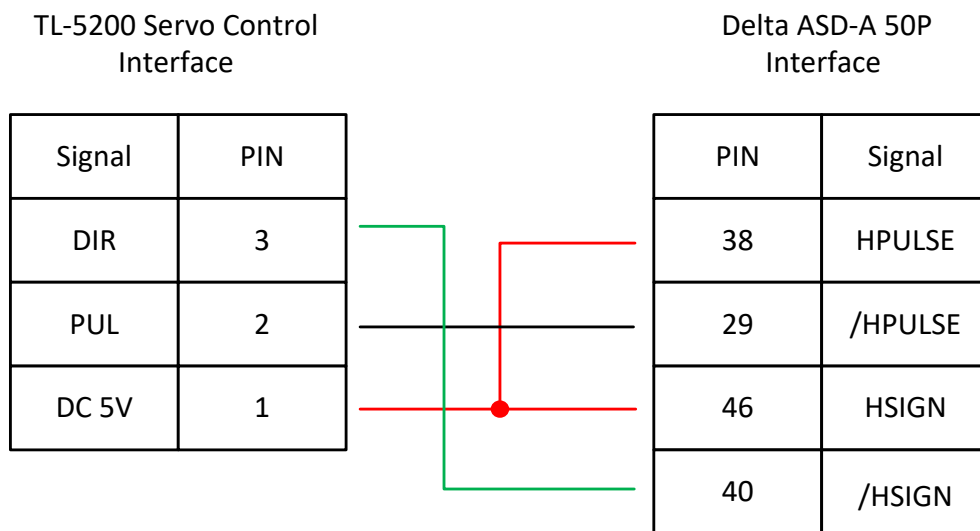 TL-5200 Servo Control
Interface
Signal PIN
DIR 3
PUL 2
DC 5V 1
Delta ASD-A 50P
Interface
PIN Signal
38 HPULSE
29 /HPULSE
46 HSIGN
40 /HSIGN